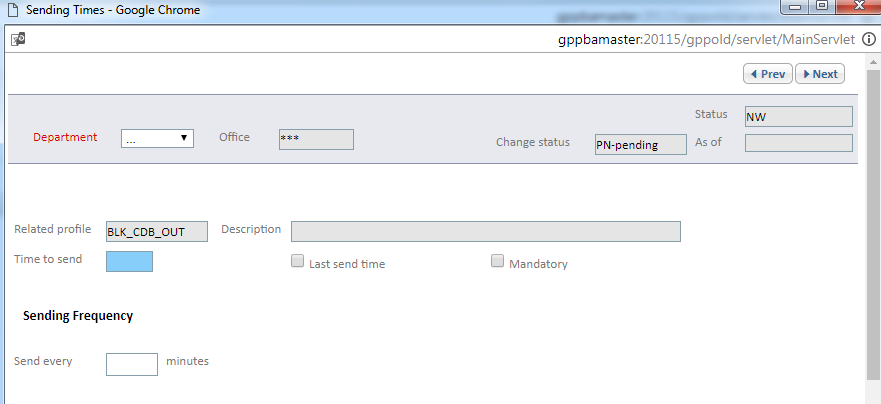 Sending Times - Google Chrome
gppbamaster:20115/gppold/servlet/MainServlet
Prev Next
Status NW
Department ... Office *** Change status PN-pending As of
Related profile BLK_CDB_OUT Description
Time to send Last send time Mandatory
Sending Frequency
Send every minutes